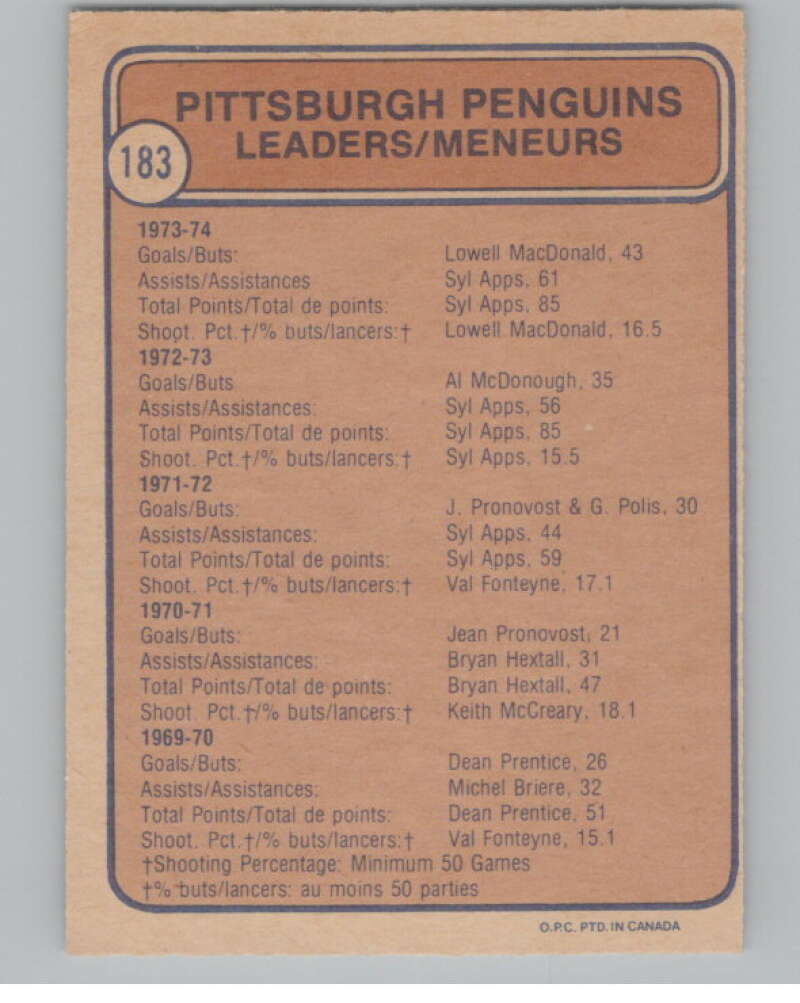 PITTSBURGH PENGUINS
LEADERS/MENEURS
183
1973-74
Goals/Buts: Lowell MacDonald, 43
Assists/Assistances Syl Apps, 61
Total Points/Total de points: Syl Apps, 85
Shoot. Pct.†/% buts/lancers:† Lowell MacDonald, 16.5
1972-73
Goals/Buts Al McDonough, 35
Assists/Assistances: Syl Apps, 56
Total Points/Total de points: Syl Apps, 85
Shoot. Pct.†/% buts/lancers:† Syl Apps, 15.5
1971-72
Goals/Buts: J. Pronovost & G. Polis, 30
Assists/Assistances: Syl Apps, 44
Total Points/Total de points: Syl Apps, 59
Shoot. Pct.†/% buts/lancers:† Val Fonteyne, 17.1
1970-71
Goals/Buts: Jean Pronovost, 21
Assists/Assistances: Bryan Hextall, 31
Total Points/Total de points: Bryan Hextall, 47
Shoot. Pct.†/% buts/lancers:† Keith McCreary, 18.1
1969-70
Goals/Buts: Dean Prentice, 26
Assists/Assistances: Michel Briere, 32
Total Points/Total de points: Dean Prentice, 51
Shoot. Pct.†/% buts/lancers:† Val Fonteyne, 15.1
†Shooting Percentage: Minimum 50 Games
†% buts/lancers: au moins 50 parties
O.P.C. PTD. IN CANADA